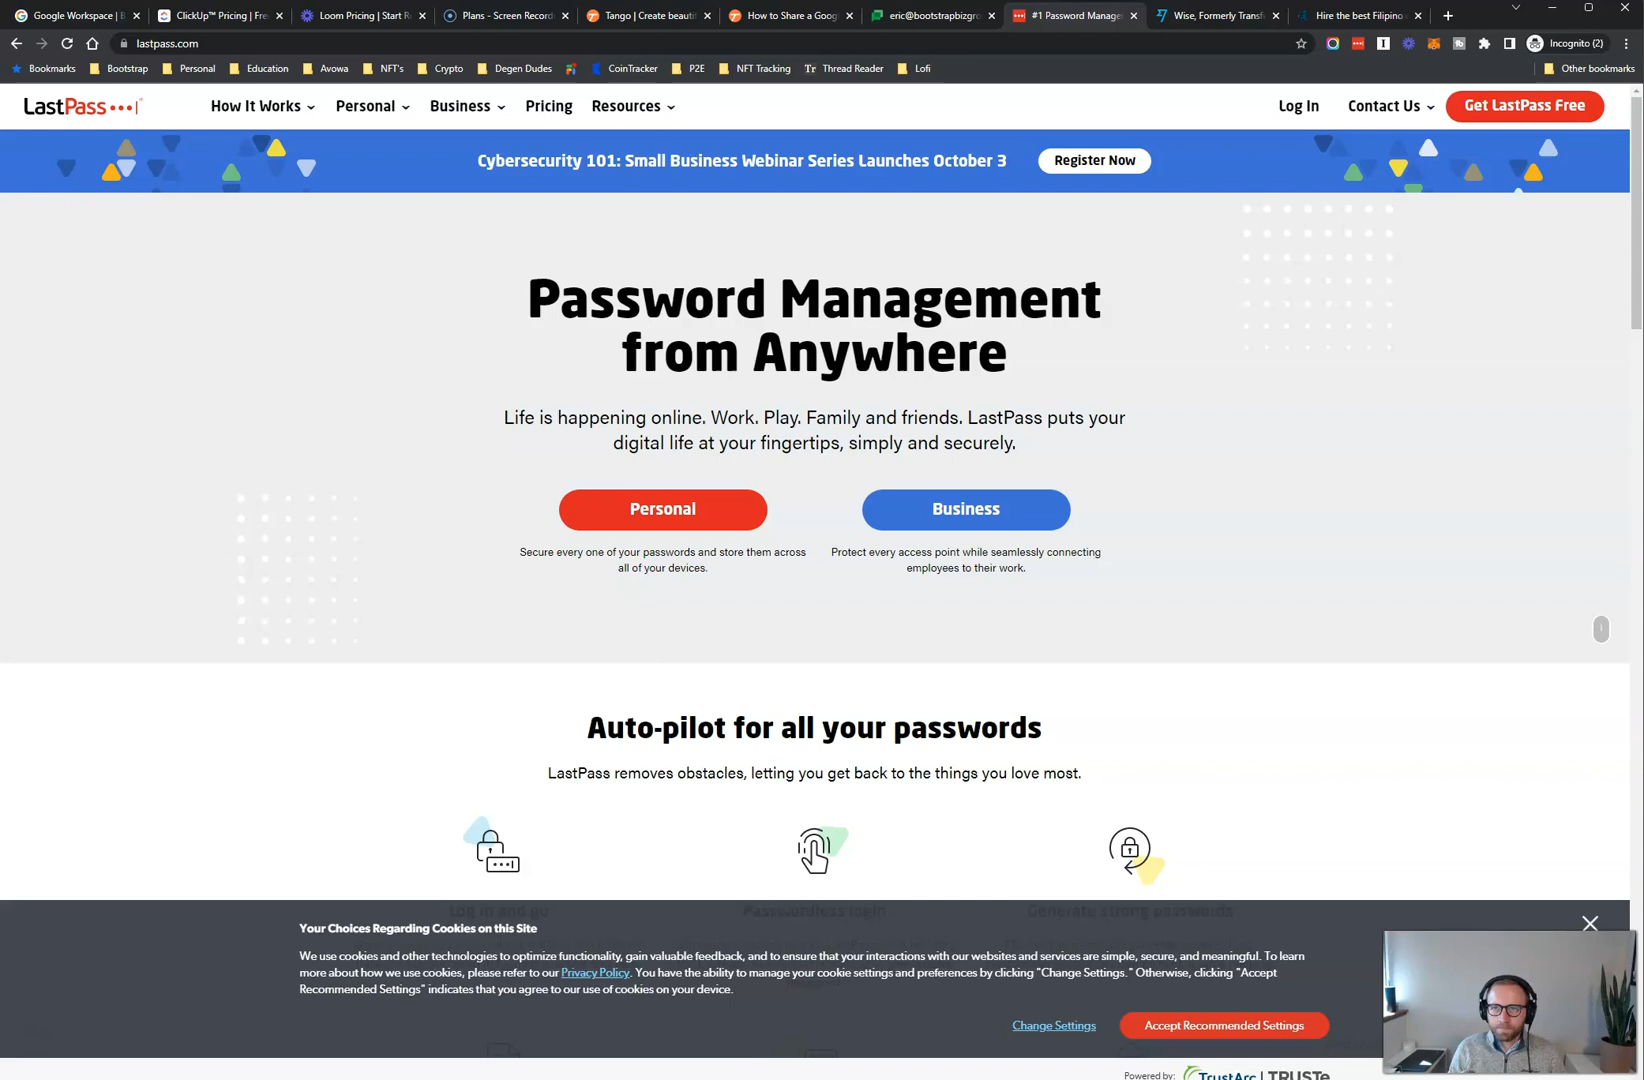 Google Workspace | B
ClickUp™ Pricing | Fre
Loom Pricing | Start R
Plans - Screen Record
Tango | Create beauti
How to Share a Goog
eric@bootstrapbizgro
#1 Password Manage
Wise, Formerly Transf
Hire the best Filipino
lastpass.com
Incognito (2)
Bookmarks
Bootstrap
Personal
Education
Avowa
NFT's
Crypto
Degen Dudes
CoinTracker
P2E
NFT Tracking
Tr Thread Reader
Lofi
Other bookmarks
LastPass
How It Works
Personal
Business
Pricing
Resources
Log In
Contact Us
Get LastPass Free
Cybersecurity 101: Small Business Webinar Series Launches October 3
Register Now
Password Management
from Anywhere
Life is happening online. Work. Play. Family and friends. LastPass puts your
digital life at your fingertips, simply and securely.
Personal
Business
Secure every one of your passwords and store them across
all of your devices.
Protect every access point while seamlessly connecting
employees to their work.
Auto-pilot for all your passwords
LastPass removes obstacles, letting you get back to the things you love most.
Log in and go
Passwordless login
Generate strong passwords
Your Choices Regarding Cookies on this Site
We use cookies and other technologies to optimize functionality, gain valuable feedback, and to ensure that your interactions with our websites and services are simple, secure, and meaningful. To learn
more about how we use cookies, please refer to our Privacy Policy. You have the ability to manage your cookie settings and preferences by clicking "Change Settings." Otherwise, clicking "Accept
Recommended Settings" indicates that you agree to our use of cookies on your device.
Change Settings
Accept Recommended Settings
Powered by:
TrustArc | TRUSTe